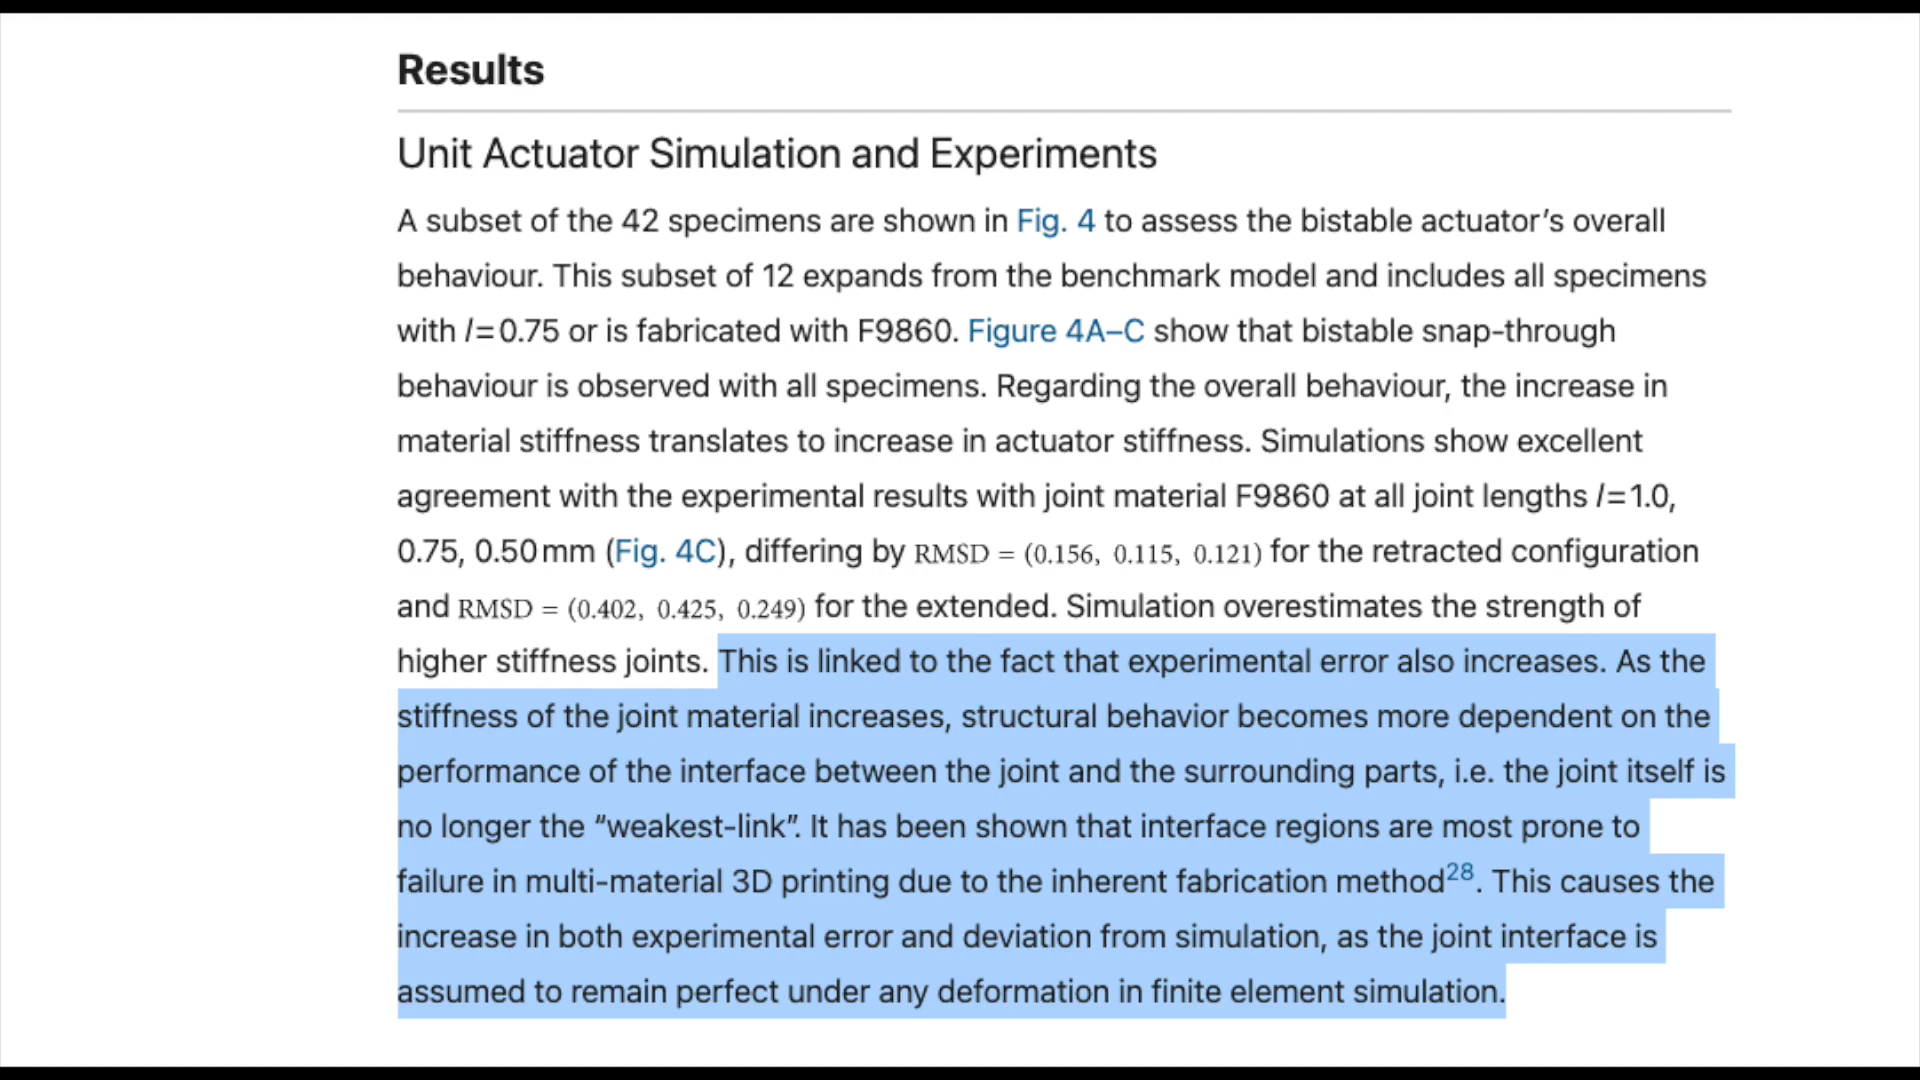 Results
Unit Actuator Simulation and Experiments
A subset of the 42 specimens are shown in Fig. 4 to assess the bistable actuator’s overall
behaviour. This subset of 12 expands from the benchmark model and includes all specimens
with l=0.75 or is fabricated with F9860. Figure 4A–C show that bistable snap-through
behaviour is observed with all specimens. Regarding the overall behaviour, the increase in
material stiffness translates to increase in actuator stiffness. Simulations show excellent
agreement with the experimental results with joint material F9860 at all joint lengths l=1.0,
0.75, 0.50 mm (Fig. 4C), differing by RMSD = (0.156, 0.115, 0.121) for the retracted configuration
and RMSD = (0.402, 0.425, 0.249) for the extended. Simulation overestimates the strength of
higher stiffness joints. This is linked to the fact that experimental error also increases. As the
stiffness of the joint material increases, structural behavior becomes more dependent on the
performance of the interface between the joint and the surrounding parts, i.e. the joint itself is
no longer the “weakest-link”. It has been shown that interface regions are most prone to
failure in multi-material 3D printing due to the inherent fabrication method28. This causes the
increase in both experimental error and deviation from simulation, as the joint interface is
assumed to remain perfect under any deformation in finite element simulation.